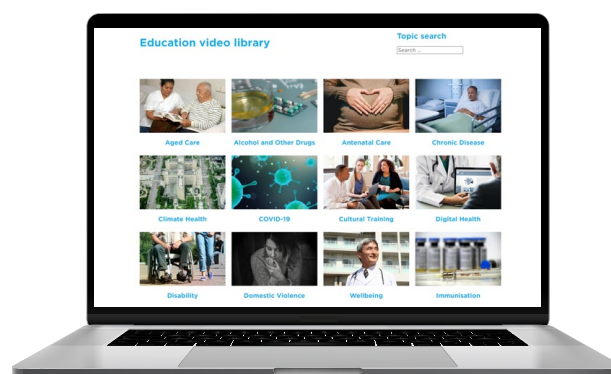 Education video library
Topic search
Search ...
Aged Care
Alcohol and Other Drugs
Antenatal Care
Chronic Disease
Climate Health
COVID-19
Cultural Training
Digital Health
Disability
Domestic Violence
Wellbeing
Immunisation